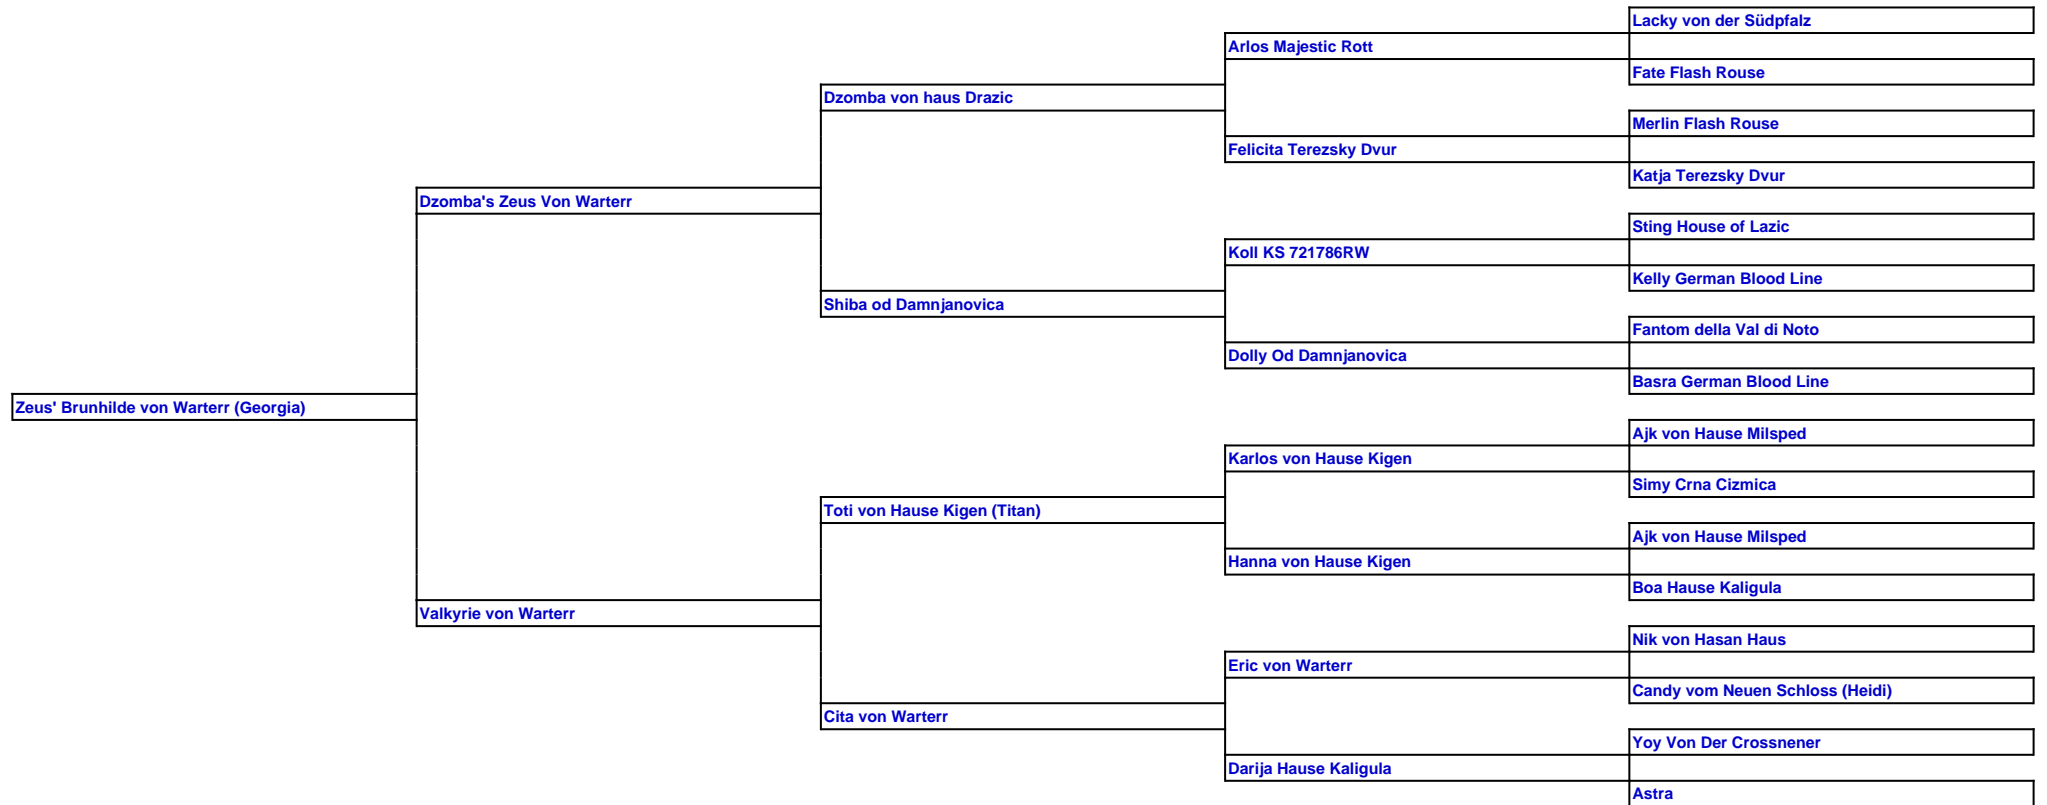 Lacky von der Südpfalz
Arlos Majestic Rott
Fate Flash Rouse
Dzomba von haus Drazic
Merlin Flash Rouse
Felicita Terezsky Dvur
Katja Terezsky Dvur
Dzomba's Zeus Von Warterr
Sting House of Lazic
Koll KS 721786RW
Kelly German Blood Line
Shiba od Damnjanovica
Fantom della Val di Noto
Dolly Od Damnjanovica
Basra German Blood Line
Zeus' Brunhilde von Warterr (Georgia)
Ajk von Hause Milsped
Karlos von Hause Kigen
Simy Crna Cizmica
Toti von Hause Kigen (Titan)
Ajk von Hause Milsped
Hanna von Hause Kigen
Boa Hause Kaligula
Valkyrie von Warterr
Nik von Hasan Haus
Eric von Warterr
Candy vom Neuen Schloss (Heidi)
Cita von Warterr
Yoy Von Der Crossnener
Darija Hause Kaligula
Astra